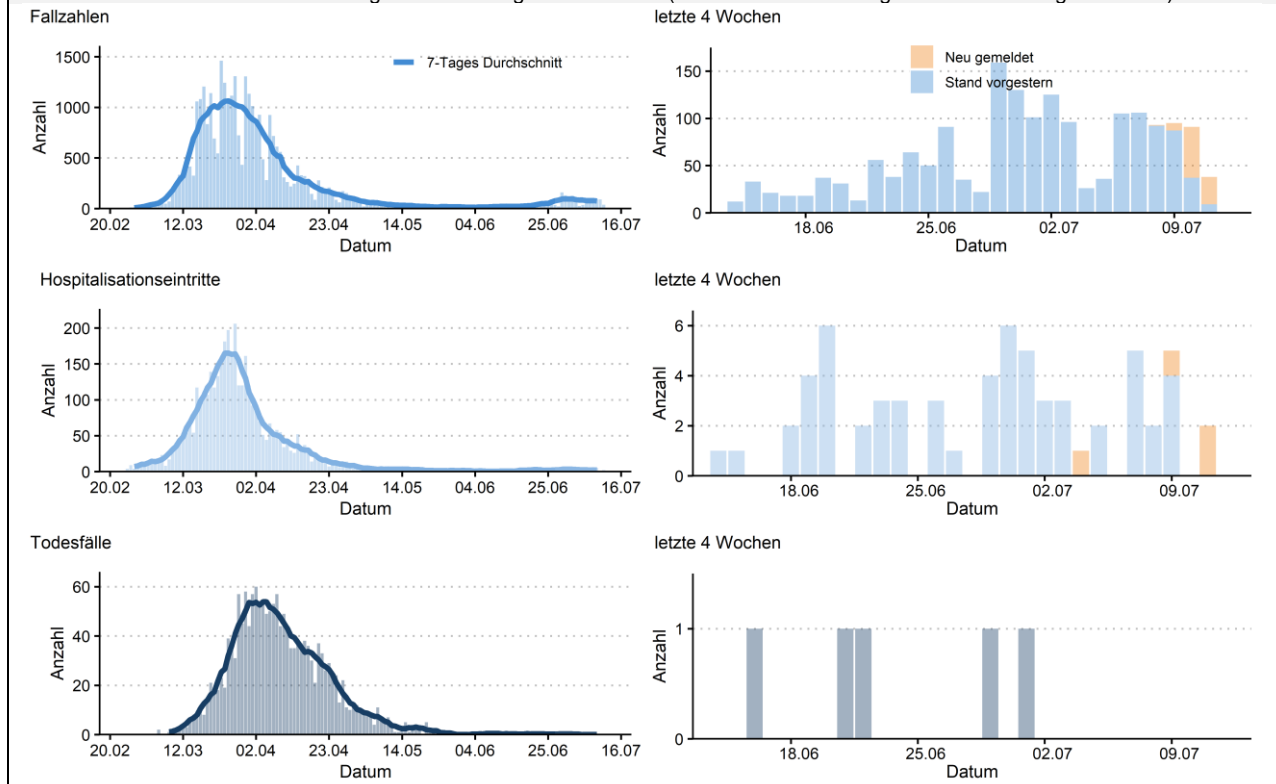 Fallzahlen
letzte 4 Wochen
1500
1000
500
0
Anzahl
7-Tages Durchschnitt
20.02 12.03 02.04 23.04 14.05 04.06 25.06 16.07
Datum
150
100
50
0
Anzahl
Neu gemeldet
Stand vorgestern
18.06 25.06 02.07 09.07
Datum
Hospitalisationseintritte
letzte 4 Wochen
200
150
100
50
0
Anzahl
20.02 12.03 02.04 23.04 14.05 04.06 25.06 16.07
Datum
6
4
2
0
Anzahl
18.06 25.06 02.07 09.07
Datum
Todesfälle
letzte 4 Wochen
60
40
20
0
Anzahl
20.02 12.03 02.04 23.04 14.05 04.06 25.06 16.07
Datum
1
0
Anzahl
18.06 25.06 02.07 09.07
Datum